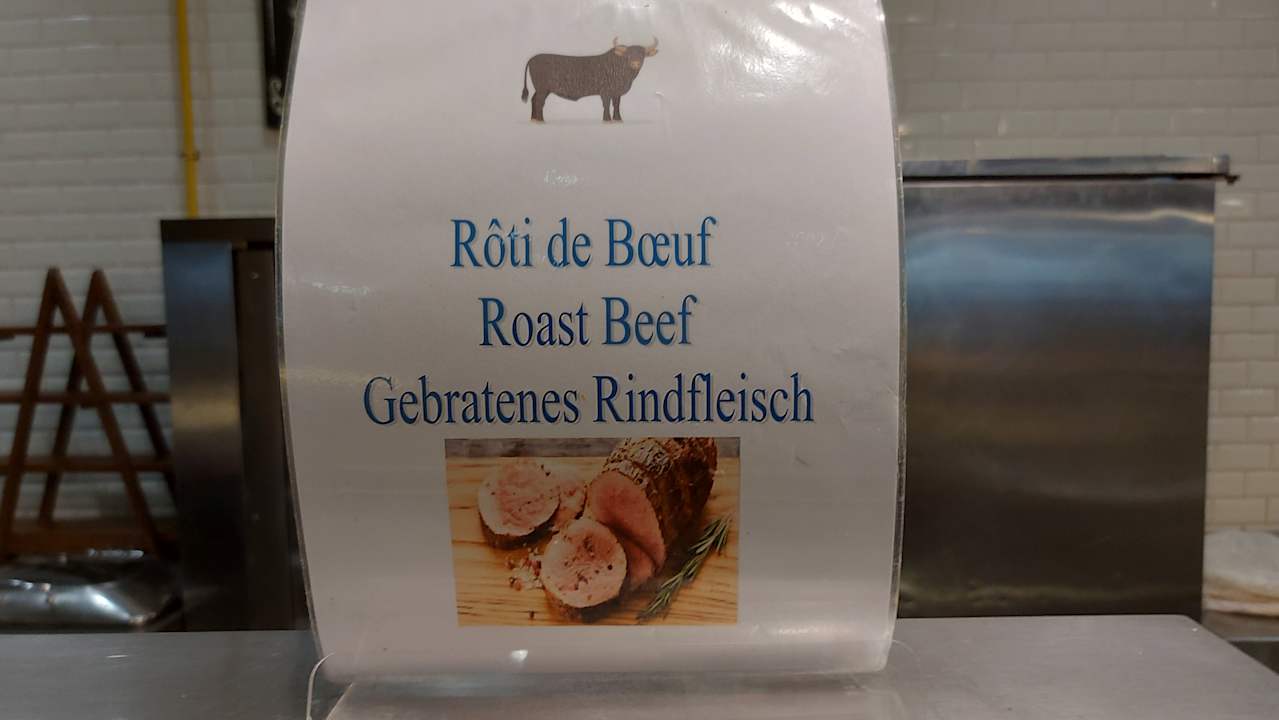 Rôti de Bœuf
Roast Beef
Gebratenes Rindfleisch